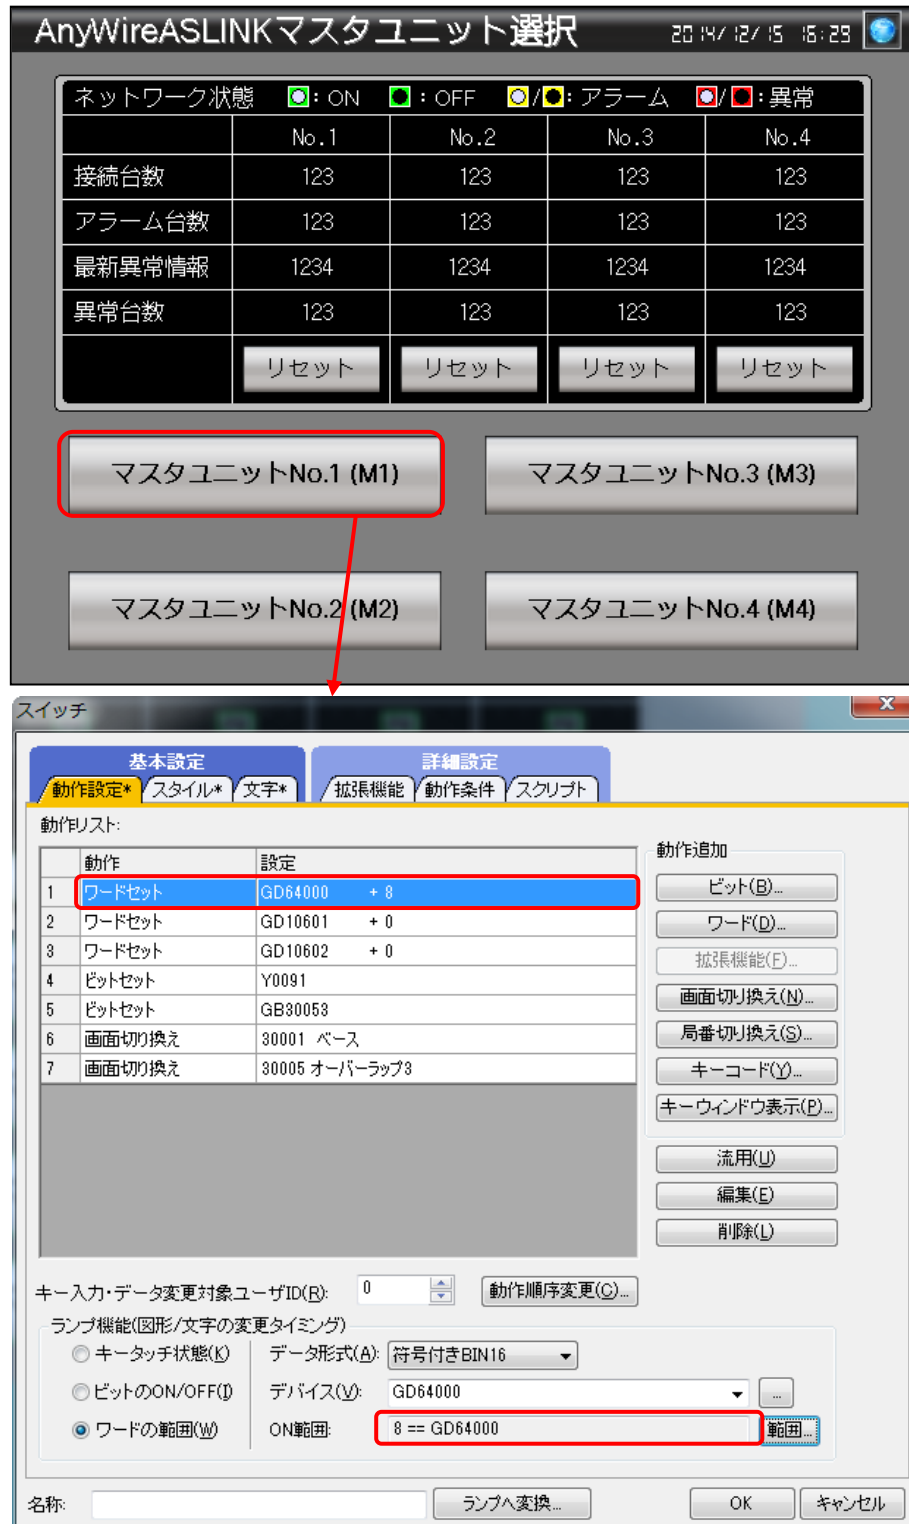 AnyWireASLINKマスタユニット選択 2014/12/15 16:29
ネットワーク状態 : ON : OFF / : アラーム / : 異常
No.1 No.2 No.3 No.4
接続台数 123 123 123 123
アラーム台数 123 123 123 123
最新異常情報 1234 1234 1234 1234
異常台数 123 123 123 123
リセット リセット リセット リセット
マスタユニットNo.1 (M1) マスタユニットNo.3 (M3)
マスタユニットNo.2 (M2) マスタユニットNo.4 (M4)
スイッチ
基本設定 詳細設定
動作設定* スタイル* 文字* 拡張機能 動作条件 スクリプト
動作リスト:
動作 設定
1 ワードセット GD64000 + 8
2 ワードセット GD10601 + 0
3 ワードセット GD10602 + 0
4 ビットセット Y0091
5 ビットセット GB30053
6 画面切り換え 30001 ベース
7 画面切り換え 30005 オーバーラップ3
動作追加
ビット(B)...
ワード(D)...
拡張機能(F)...
画面切り換え(N)...
局番切り換え(S)...
キーコード(Y)...
キーウィンドウ表示(P)...
流用(U)
編集(E)
削除(L)
キー入力・データ変更対象ユーザID(R): 0 動作順序変更(C)...
ランプ機能(図形/文字の変更タイミング)
キータッチ状態(K) データ形式(A): 符号付きBIN16
ビットのON/OFF(I) デバイス(V): GD64000 ...
ワードの範囲(W) ON範囲: 8 == GD64000 範囲...
名称: ランプへ変換... OK キャンセル